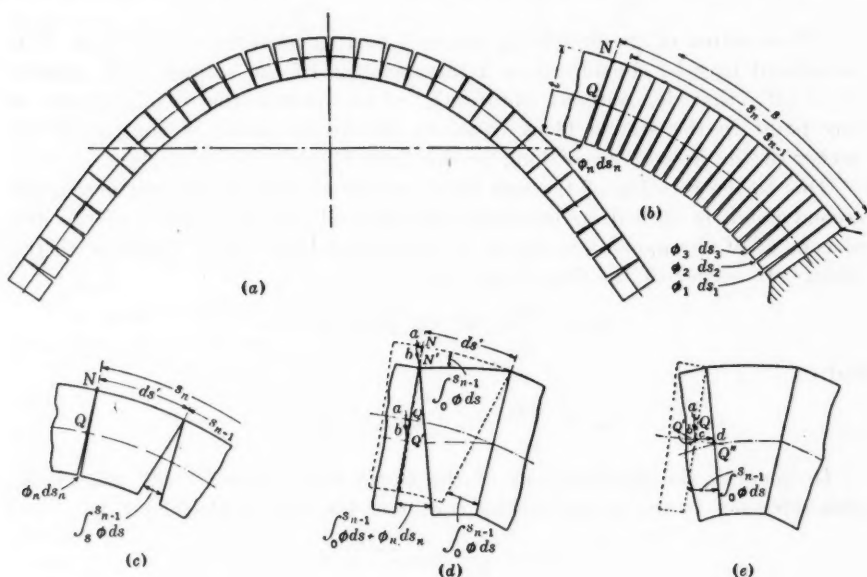 (a)
N
Q
t
s
s_n - s_{n-1}
ϕ_n ds_n
(b)
ϕ_3 ds_3
ϕ_2 ds_2
ϕ_1 ds_1
N
ds'
s_n
s_{n-1}
Q
ϕ_n ds_n
∫_s^{s_{n-1}} ϕ ds
(c)
a
N
b
N'
ds'
∫_0^{s_{n-1}} ϕ ds
a
Q
b
Q'
∫_0^{s_{n-1}} ϕ ds + ϕ_n ds_n
∫_0^{s_{n-1}} ϕ ds
(d)
a
Q
Q'
b
c
d
Q''
∫_0^{s_{n-1}} ϕ ds
(e)